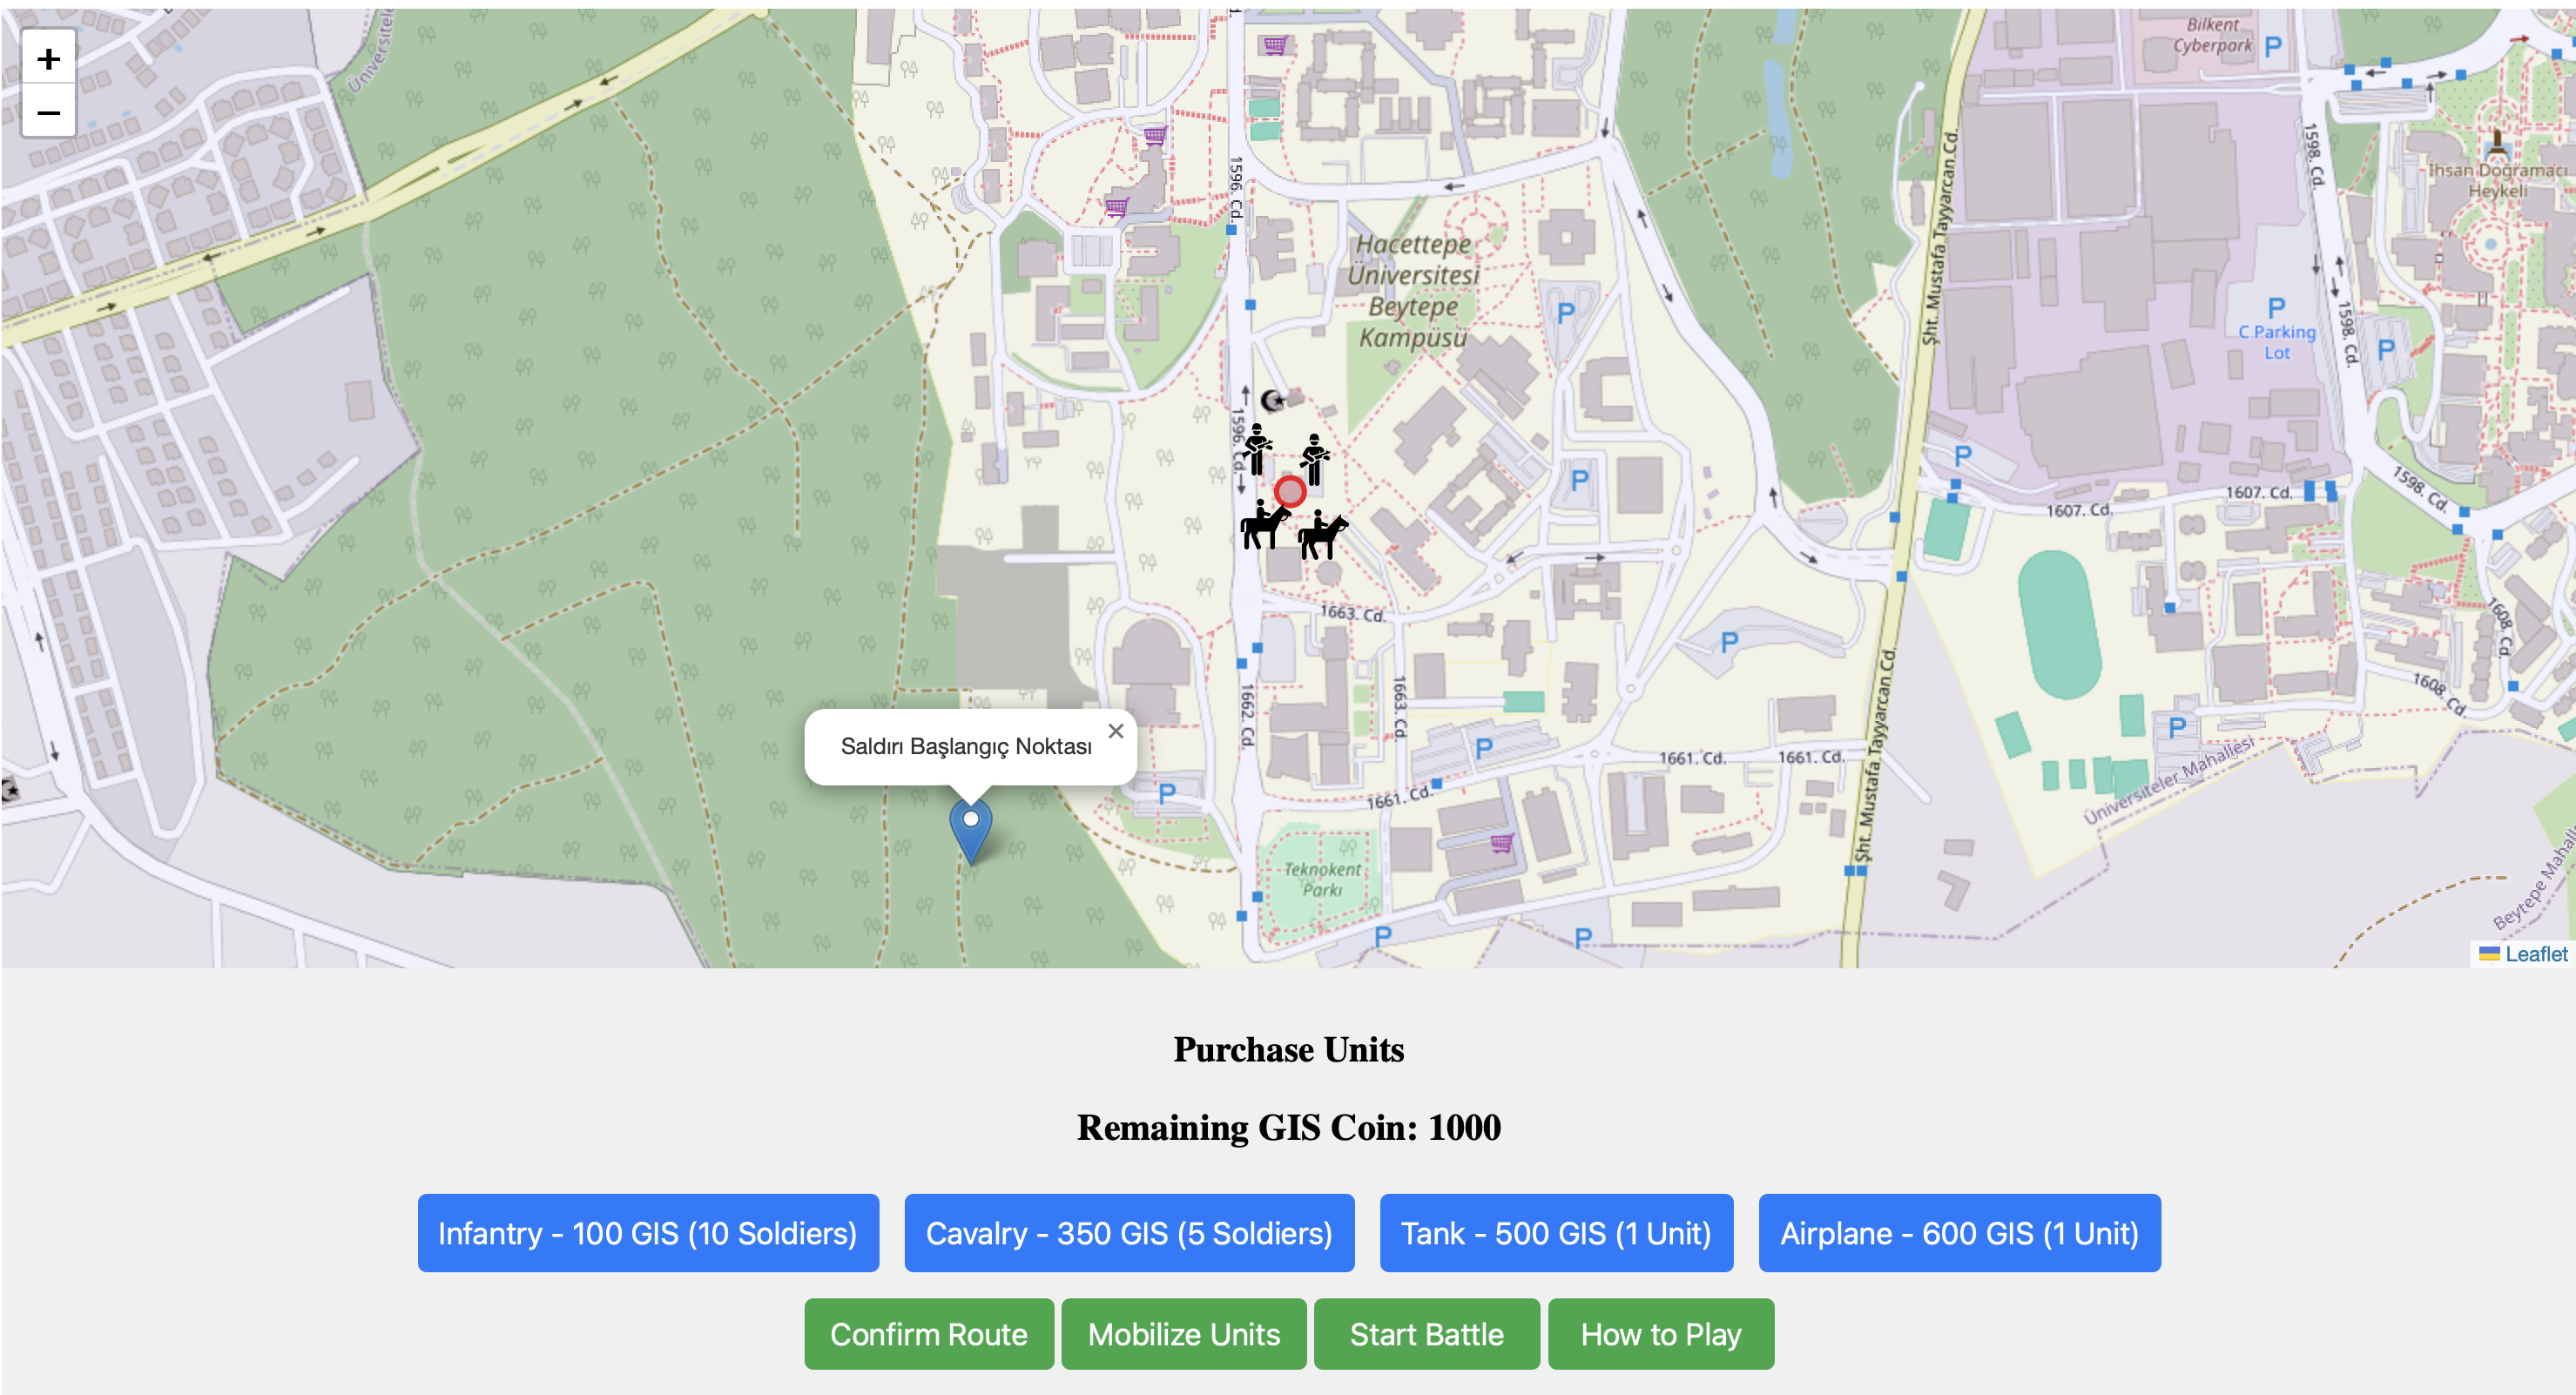 +
−
Bilkent
Cyberpark
P
1598. Cd.
İhsan Doğramacı
Heykeli
1596. Cd.
Şht. Mustafa Tayyarcan Cd.
Hacettepe
Üniversitesi
Beytepe
Kampüsü
P
P
C Parking
Lot
1598. Cd.
P
1596. Cd.
P
P
1598. Cd.
1607. Cd.
1607. Cd.
1663. Cd.
P
1608. Cd.
1662. Cd.
1663. Cd.
Şht. Mustafa Tayyarcan Cd.
1608. Cd.
Saldırı Başlangıç Noktası
×
P
P
1661. Cd.
1661. Cd.
P
1661. Cd.
Üniversiteler Mahallesi
Teknokent
Parkı
P
P
Leaflet
Purchase Units
Remaining GIS Coin: 1000
Infantry - 100 GIS (10 Soldiers)
Cavalry - 350 GIS (5 Soldiers)
Tank - 500 GIS (1 Unit)
Airplane - 600 GIS (1 Unit)
Confirm Route
Mobilize Units
Start Battle
How to Play